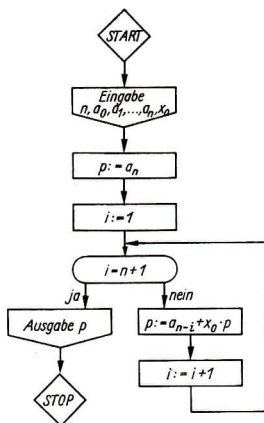 START
Eingabe
n, a₀, a₁, ..., aₙ, x₀
p := aₙ
i := 1
i = n + 1
ja
nein
Ausgabe p
p := aₙ₋ᵢ + x₀ · p
i := i + 1
STOP